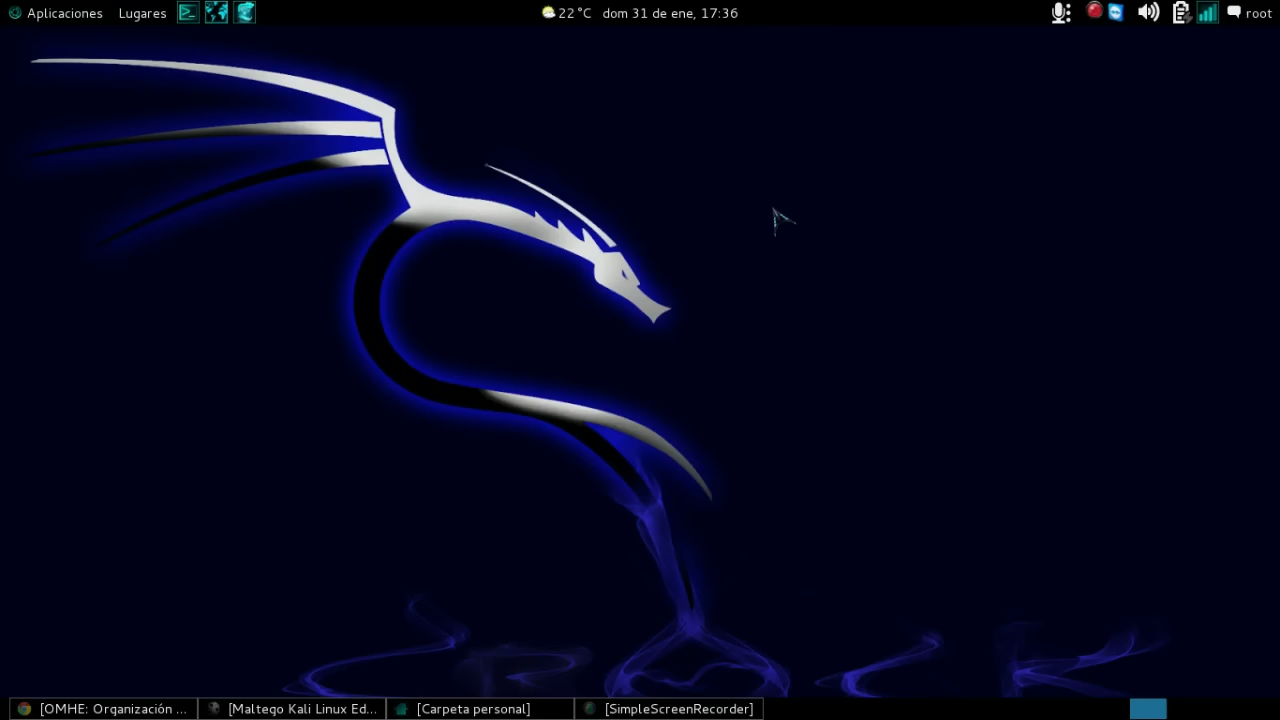 Aplicaciones Lugares 22°C dom 31 de ene, 17:36 root
CRACK
[OMHE: Organización ... [Maltego Kali Linux Ed... [Carpeta personal] [SimpleScreenRecorder]